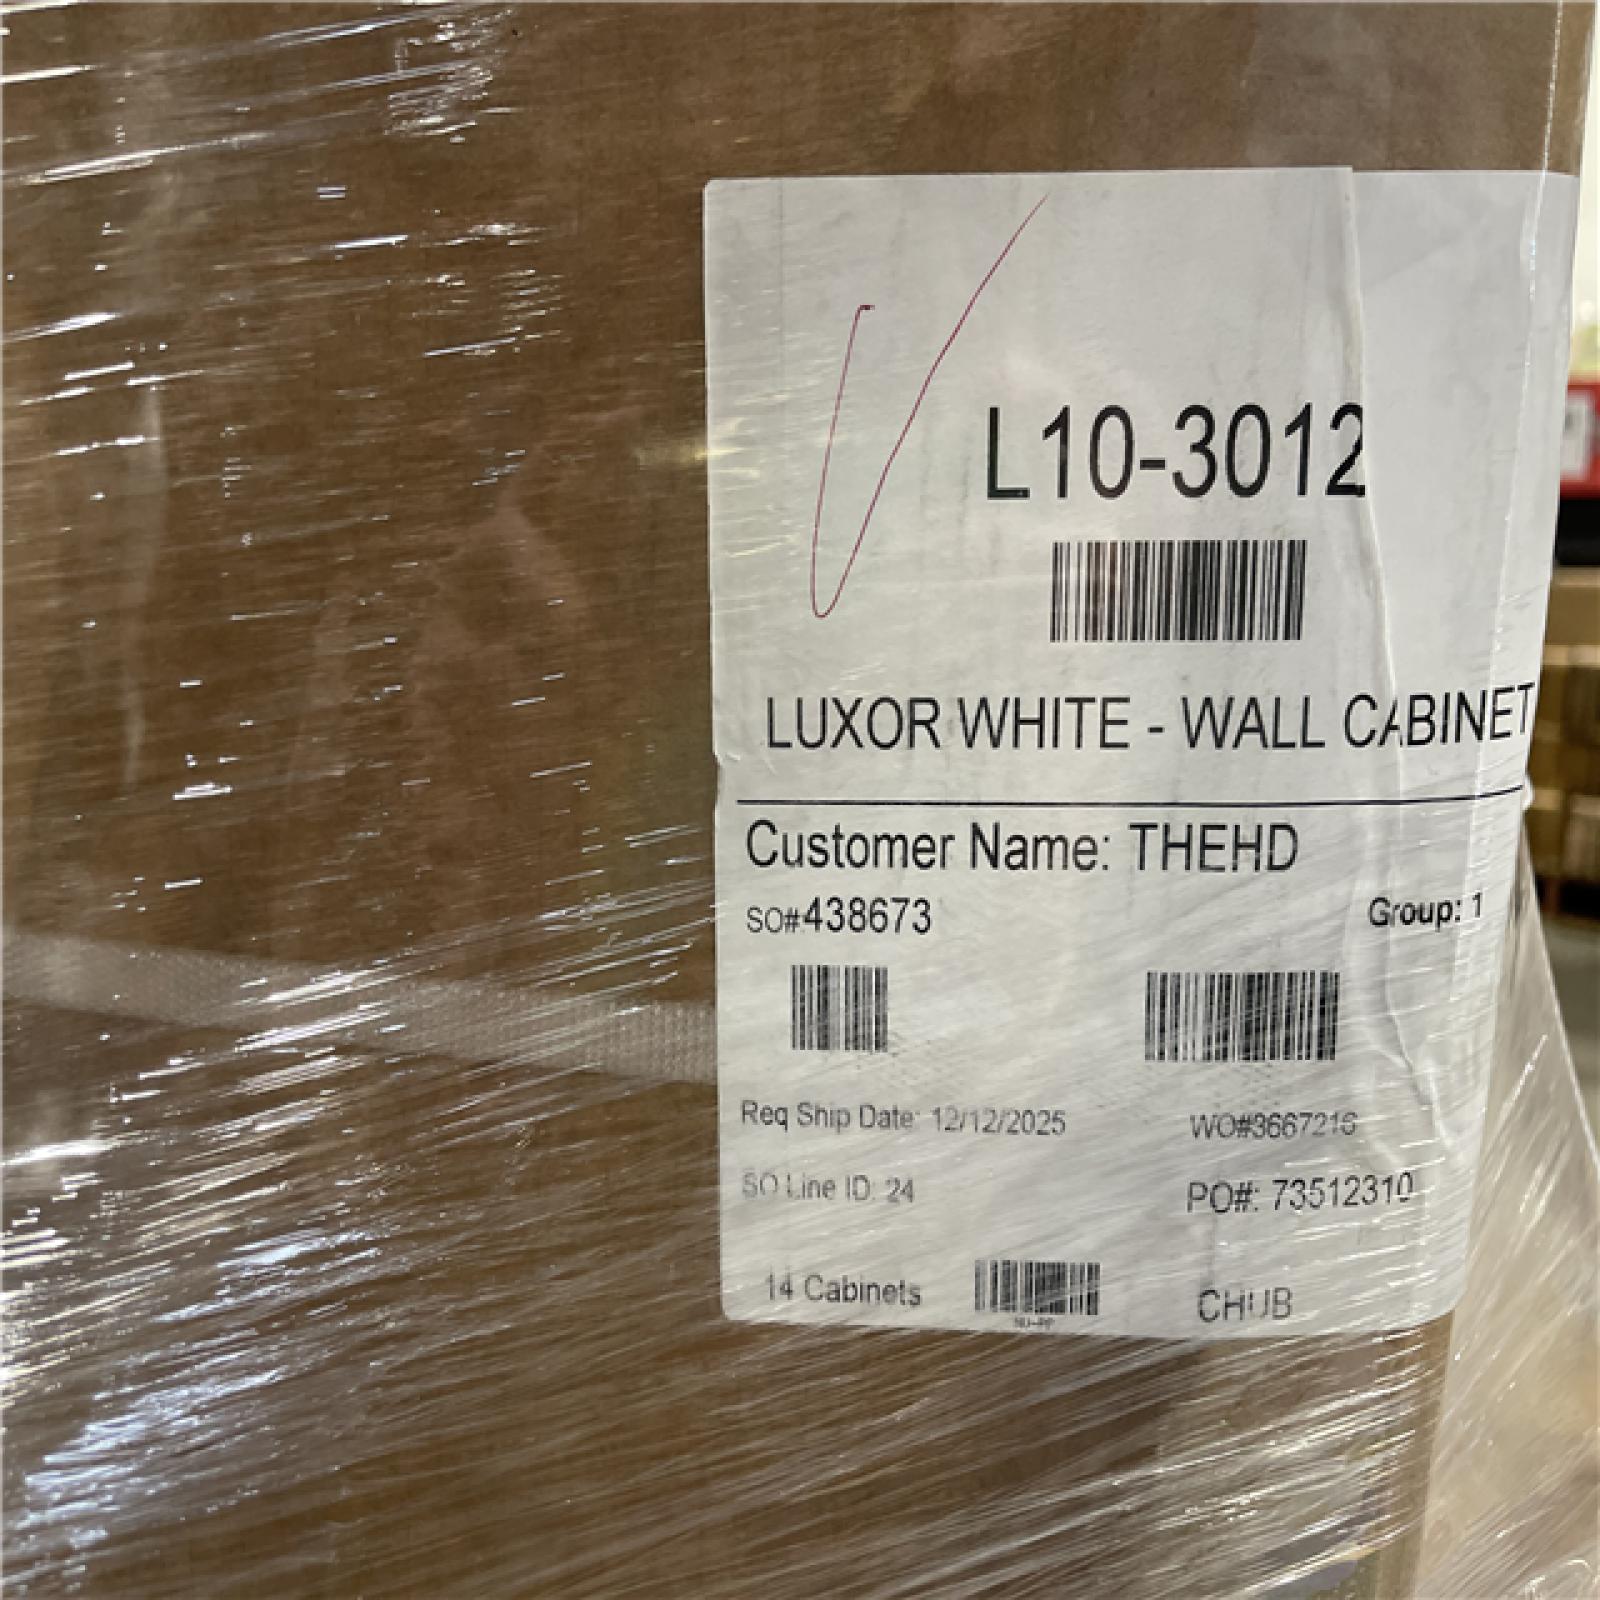 L10-3012
LUXOR WHITE - WALL CABINET
Customer Name: THEHD
SO#438673 Group: 1
Req Ship Date: 12/12/2025 WO#3667216
SO Line ID: 24 PO#: 73512310
14 Cabinets CHUB